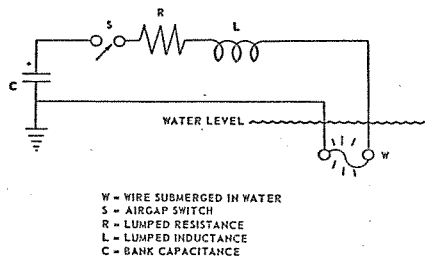 S
R
L
+
C
WATER LEVEL
W
W = WIRE SUBMERGED IN WATER
S = AIRGAP SWITCH
R = LUMPED RESISTANCE
L = LUMPED INDUCTANCE
C = BANK CAPACITANCE